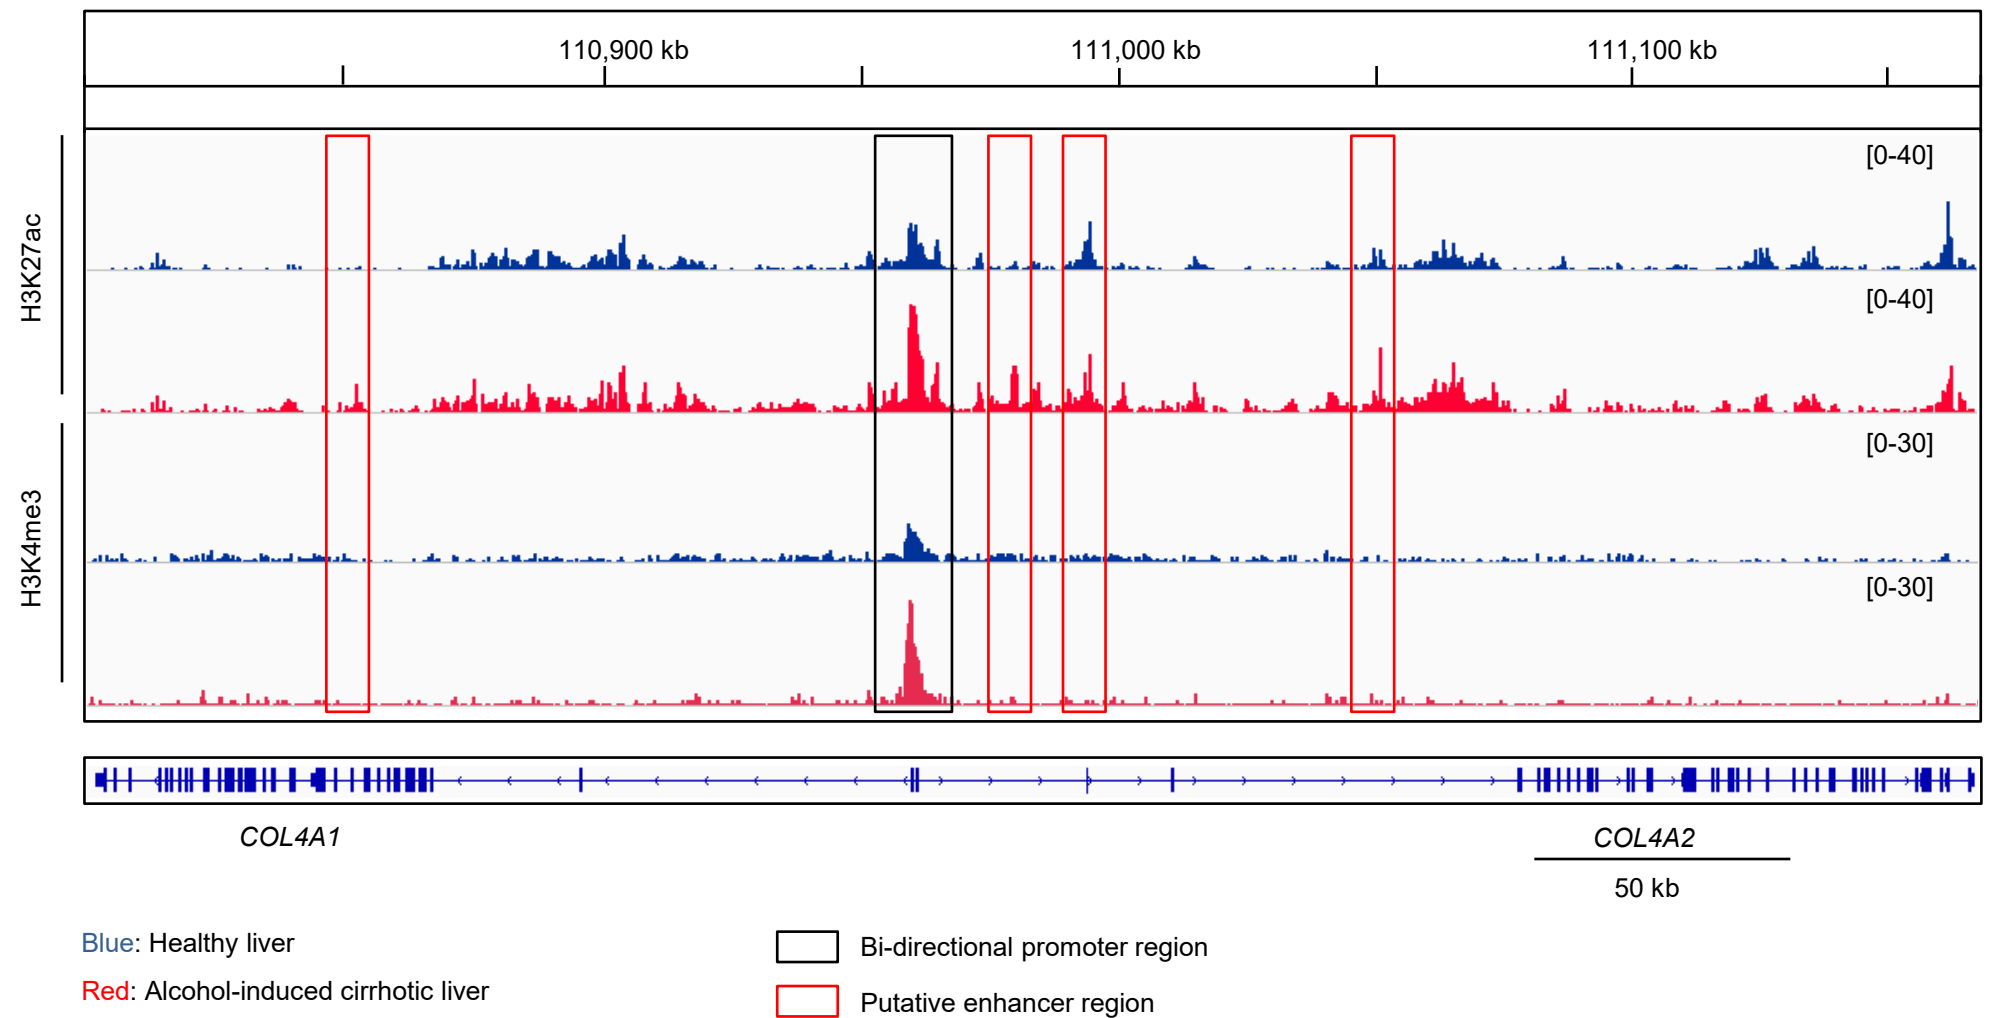 110,900 kb
111,000 kb
111,100 kb
H3K27ac
[0-40]
[0-40]
H3K4me3
[0-30]
[0-30]
COL4A1
COL4A2
50 kb
Blue: Healthy liver
Bi-directional promoter region
Red: Alcohol-induced cirrhotic liver
Putative enhancer region